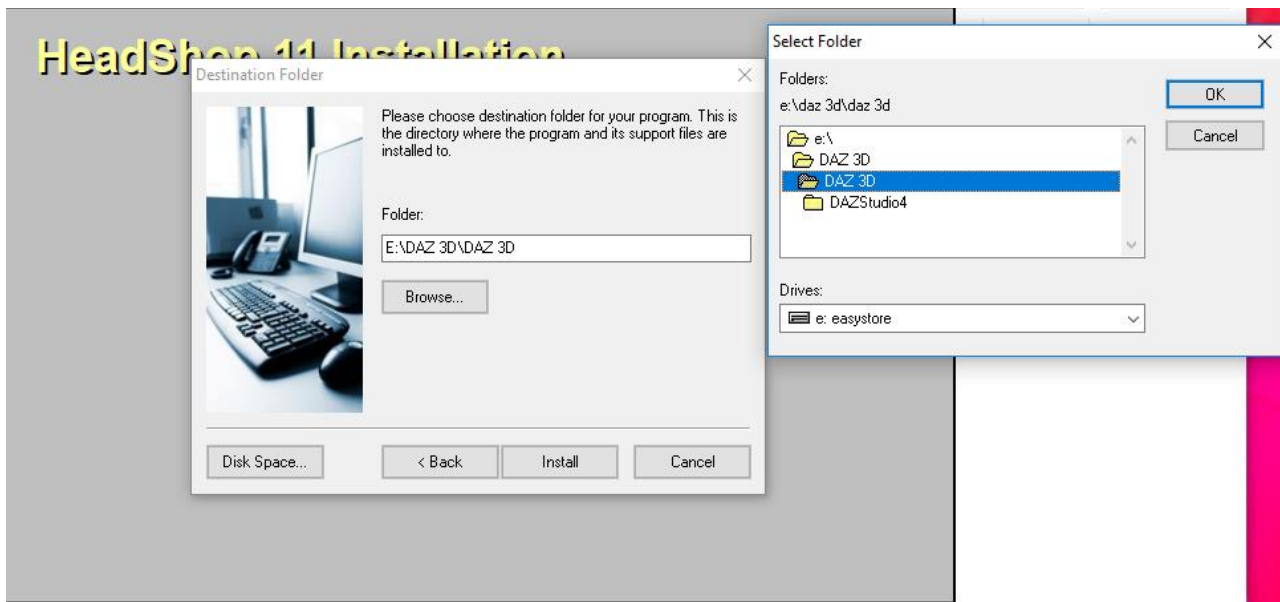 HeadShop 11 Installation
Destination Folder
Please choose destination folder for your program. This is
the directory where the program and its support files are
installed to.
Folder:
E:\DAZ 3D\DAZ 3D
Browse...
Disk Space...
< Back
Install
Cancel
Select Folder
Folders:
e:\daz 3d\daz 3d
OK
Cancel
e:\
DAZ 3D
DAZ 3D
DAZStudio4
Drives:
e: easystore